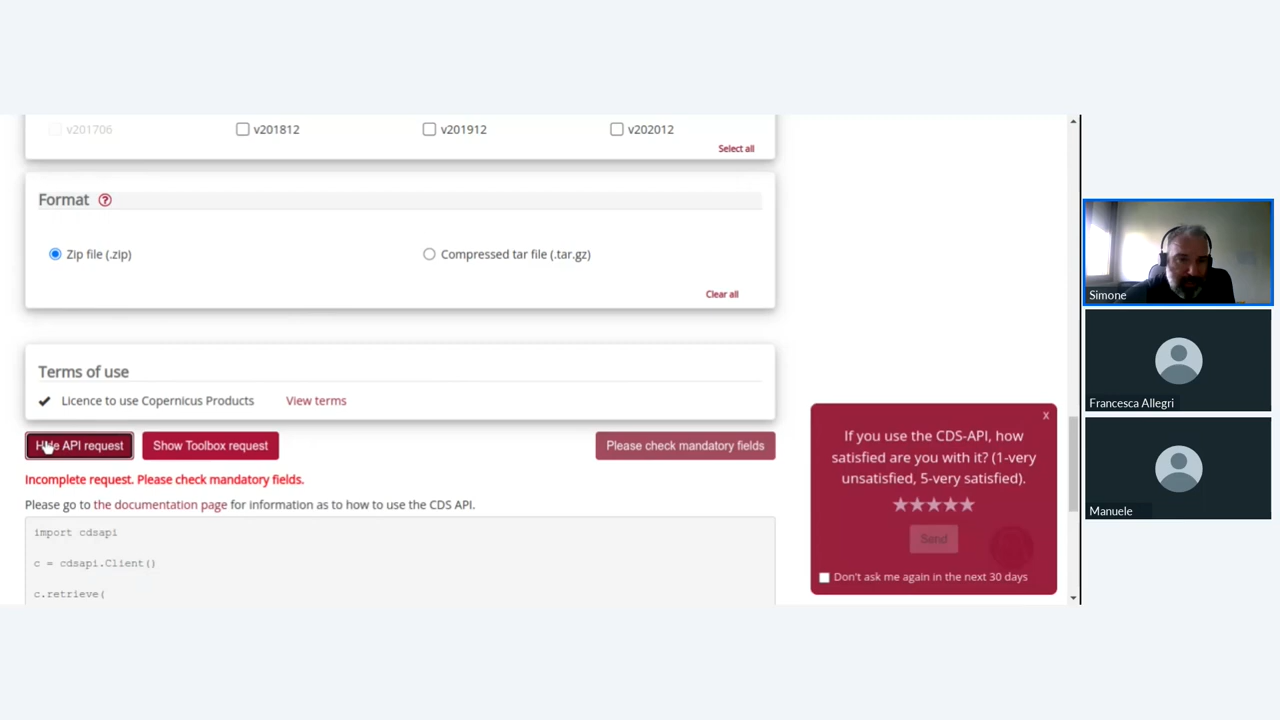 v201706
v201812
v201912
v202012
Select all
Format ?
Zip file (.zip)
Compressed tar file (.tar.gz)
Clear all
Terms of use
Licence to use Copernicus Products
View terms
Hide API request
Show Toolbox request
Please check mandatory fields
Incomplete request. Please check mandatory fields.
Please go to the documentation page for information as to how to use the CDS API.
import cdsapi
c = cdsapi.Client()
c.retrieve(
X
If you use the CDS-API, how
satisfied are you with it? (1-very
unsatisfied, 5-very satisfied).
Send
Don't ask me again in the next 30 days
Simone
Francesca Allegri
Manuele